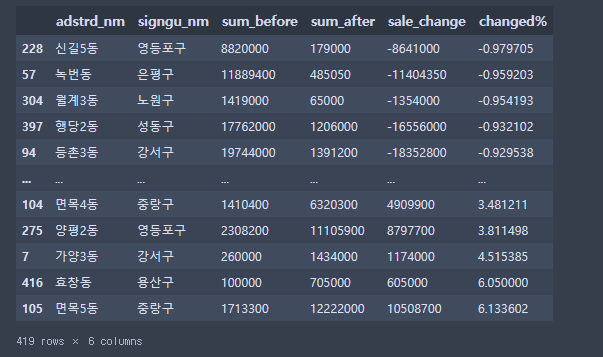 adstrd_nm signgu_nm sum_before sum_after sale_change changed%
228 신길5동 영등포구 8820000 179000 -8641000 -0.979705
57 녹번동 은평구 11889400 485050 -11404350 -0.959203
304 월계3동 노원구 1419000 65000 -1354000 -0.954193
397 행당2동 성동구 17762000 1206000 -16556000 -0.932102
94 등촌3동 강서구 19744000 1391200 -18352800 -0.929538
... ... ... ... ... ... ...
104 면목4동 중랑구 1410400 6320300 4909900 3.481211
275 양평2동 영등포구 2308200 11105900 8797700 3.811498
7 가양3동 강서구 260000 1434000 1174000 4.515385
416 효창동 용산구 100000 705000 605000 6.050000
105 면목5동 중랑구 1713300 12222000 10508700 6.133602
419 rows × 6 columns